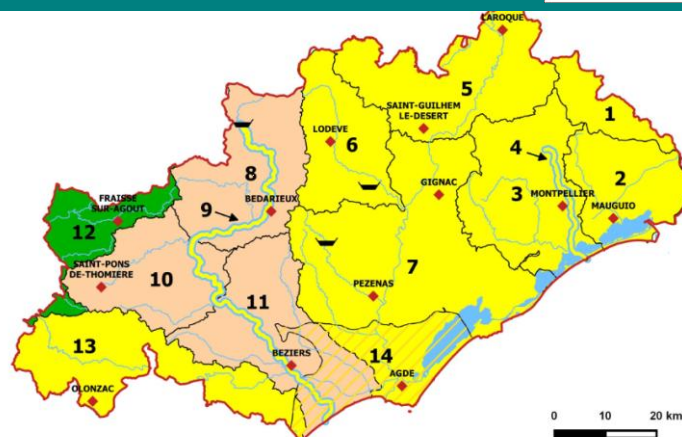 LAROQUE
5
1
SAINT-GUILHEM
LE-DESERT
LODEVE
6
4
8
2
GIGNAC
3
MONTPELLIER
MAUGUIO
9
BEDARIEUX
FRAISSE
SUR-AGOUT
12
SAINT-PONS
DE-THOMIERE
10
7
11
PEZENAS
13
14
BEZIERS
AGDE
OLONZAC
0 10 20 km